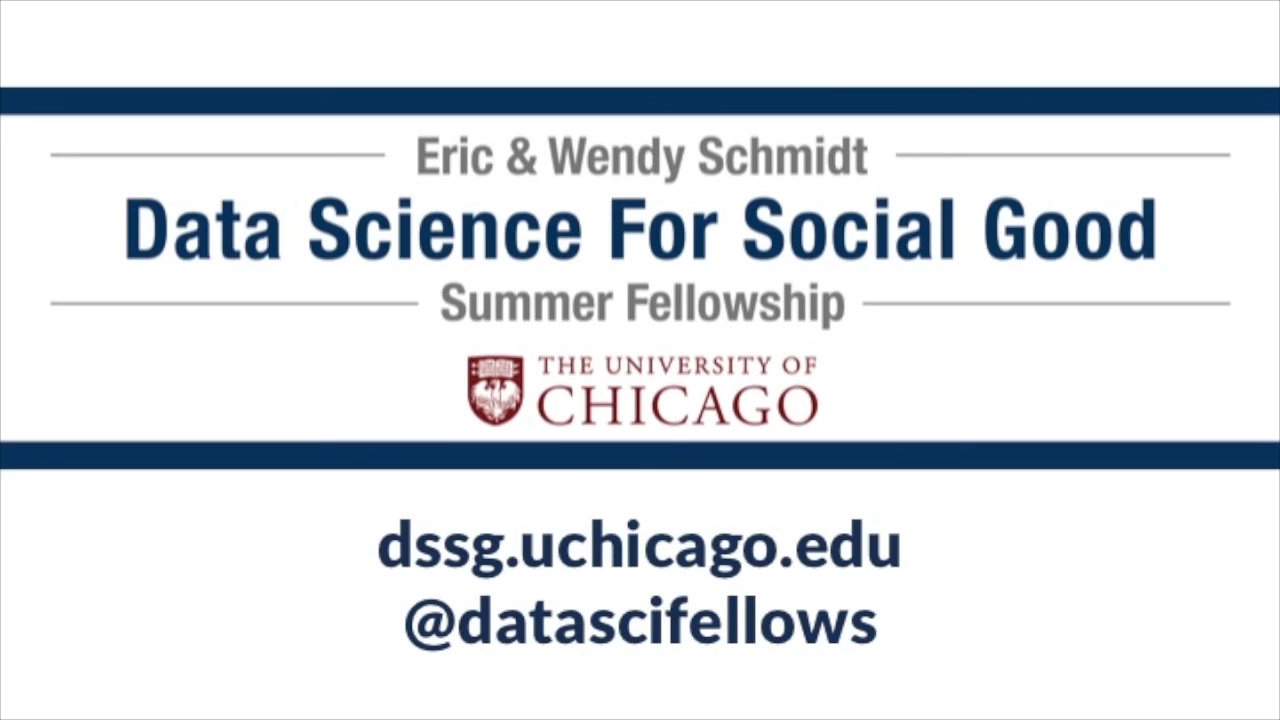 Eric & Wendy Schmidt
Data Science For Social Good
Summer Fellowship
THE UNIVERSITY OF
CHICAGO
dssg.uchicago.edu
@datascifellows